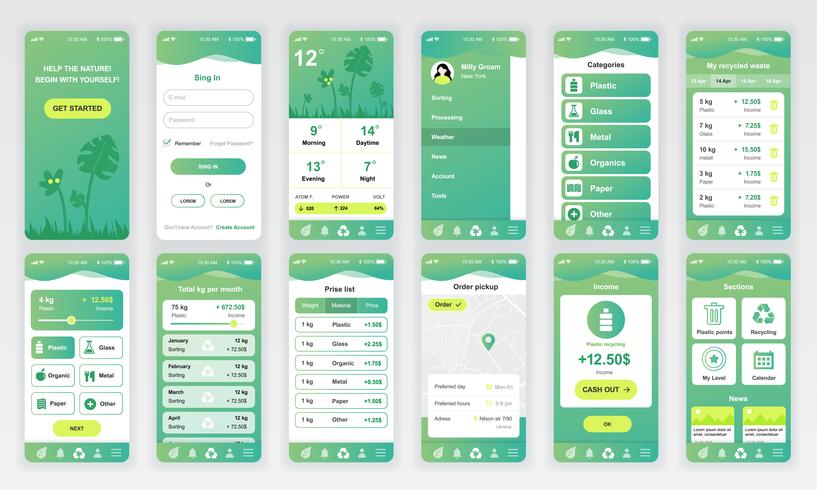 10:30 AM 100%
HELP THE NATURE!
BEGIN WITH YOURSELF!
GET STARTED
10:30 AM 100%
Sing In
E-mail
Password
Remember Forget Password?
SING IN
Or
LOREM LOREM
Don't have Account? Create Account
10:30 AM 100%
12°
9° 14°
Morning Daytime
13° 7°
Evening Night
ATOM F. POWER VOLT
526 224 64%
10:30 AM 100%
Milly Groam
New York
Sorting
Processing
Weather
News
Account
Tools
10:30 AM 100%
Categories
Plastic
Glass
Metal
Organics
Paper
Other
10:30 AM 100%
My recycled waste
13 Apr 14 Apr 15 Apr 16 Apr
5 kg + 12.50$
Plastic Income
7 kg + 7.25$
Glass Income
10 kg + 15.50$
metal Income
3 kg + 1.75$
Paper Income
2 kg + 7.20$
Plastic Income
10:30 AM 100%
4 kg + 12.50$
Plastic Income
Plastic Glass
Organic Metal
Paper Other
NEXT
10:30 AM 100%
Total kg per month
75 kg + 672.50$
Plastic Income
January 12 kg
Sorting + 72.50$
February 12 kg
Sorting + 72.50$
March 12 kg
Sorting + 72.50$
April 12 kg
Sorting + 72.50$
10:30 AM 100%
Prise list
Weight Material Price
1 kg Plastic +1.50$
1 kg Glass +2.25$
1 kg Organic +1.75$
1 kg Metal +0.50$
1 kg Paper +1.50$
1 kg Other +1.25$
10:30 AM 100%
Order pickup
Order
Preferred day Mon-Fri
Preferred hours 5-9 pm
Adress Nilson str 7/90
Ukraine
10:30 AM 100%
Income
Plastic recycling
+12.50$
Income
CASH OUT
OK
10:30 AM 100%
Sections
Plastic points Recycling
My Level Calendar
News
Lorem ipsum dolor sit amet, consectetuer Lorem ipsum dolor sit amet, consectetuer